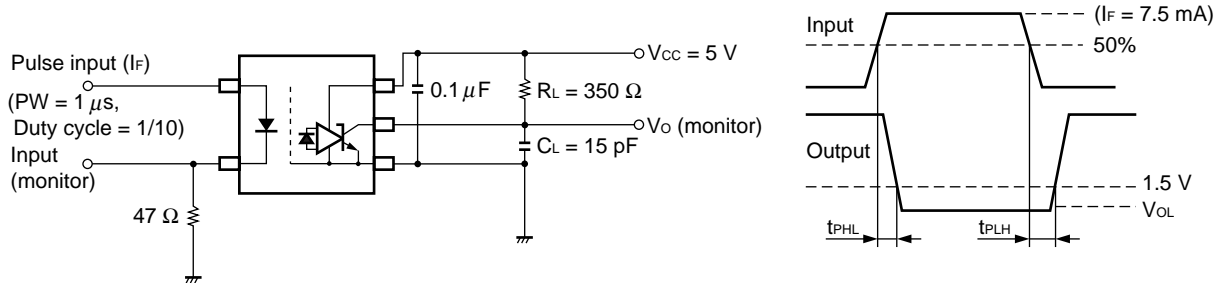 Pulse input (IF)
(PW = 1 μs,
Duty cycle = 1/10)
Input
(monitor)
47 Ω
0.1 μF
VCC = 5 V
RL = 350 Ω
VO (monitor)
CL = 15 pF
Input
(IF = 7.5 mA)
50%
Output
1.5 V
VOL
tPHL
tPLH